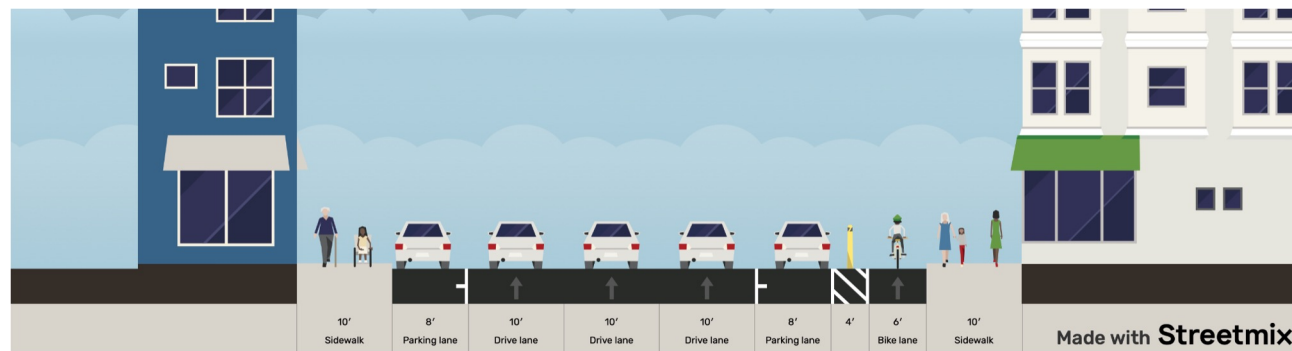 10′
8′
10′
10′
10′
8′
4′
6′
10′
Sidewalk
Parking lane
Drive lane
Drive lane
Drive lane
Parking lane
Bike lane
Sidewalk
Made with Streetmix